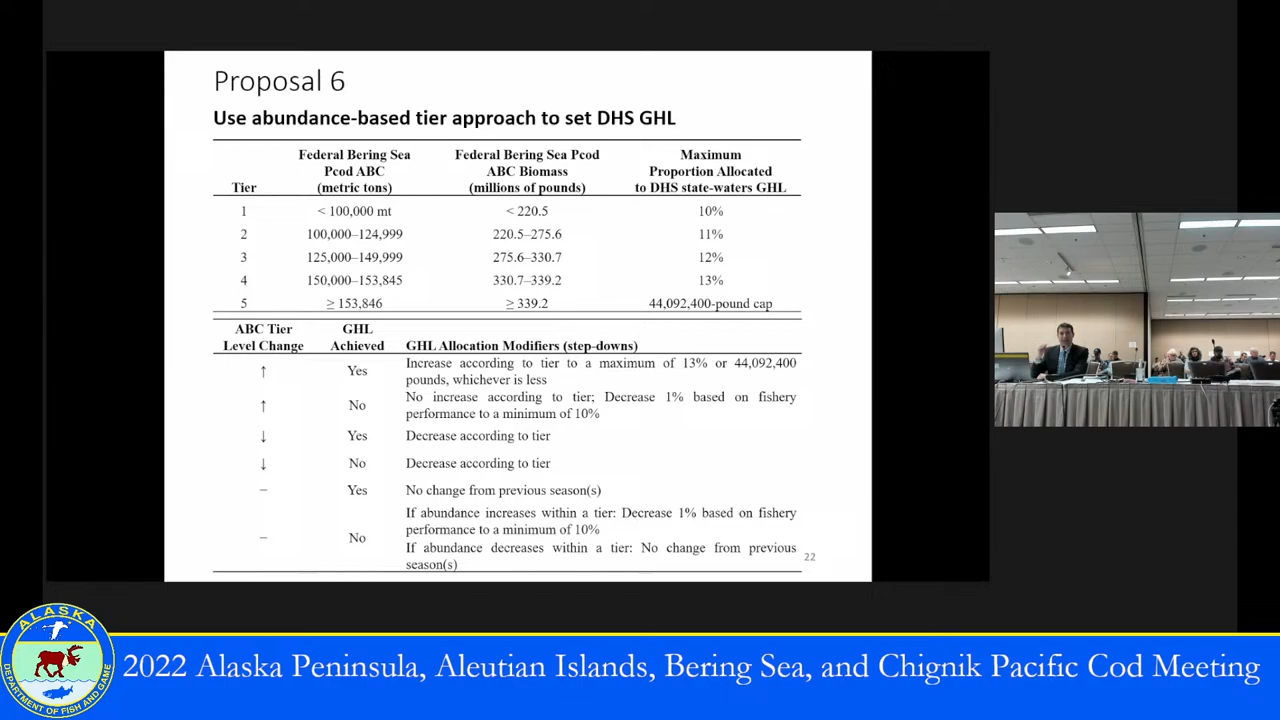 Proposal 6
Use abundance-based tier approach to set DHS GHL
Tier
Federal Bering Sea
Pcod ABC
(metric tons)
Federal Bering Sea Pcod
ABC Biomass
(millions of pounds)
Maximum
Proportion Allocated
to DHS state-waters GHL
1 < 100,000 mt < 220.5 10%
2 100,000–124,999 220.5–275.6 11%
3 125,000–149,999 275.6–330.7 12%
4 150,000–153,845 330.7–339.2 13%
5 ≥ 153,846 ≥ 339.2 44,092,400-pound cap
ABC Tier
Level Change
GHL
Achieved
GHL Allocation Modifiers (step-downs)
↑ Yes Increase according to tier to a maximum of 13% or 44,092,400
pounds, whichever is less
↑ No No increase according to tier; Decrease 1% based on fishery
performance to a minimum of 10%
↓ Yes Decrease according to tier
↓ No Decrease according to tier
– Yes No change from previous season(s)
– No If abundance increases within a tier: Decrease 1% based on fishery
performance to a minimum of 10%
If abundance decreases within a tier: No change from previous
season(s)
22
ALASKA
DEPARTMENT OF FISH AND GAME
2022 Alaska Peninsula, Aleutian Islands, Bering Sea, and Chignik Pacific Cod Meeting